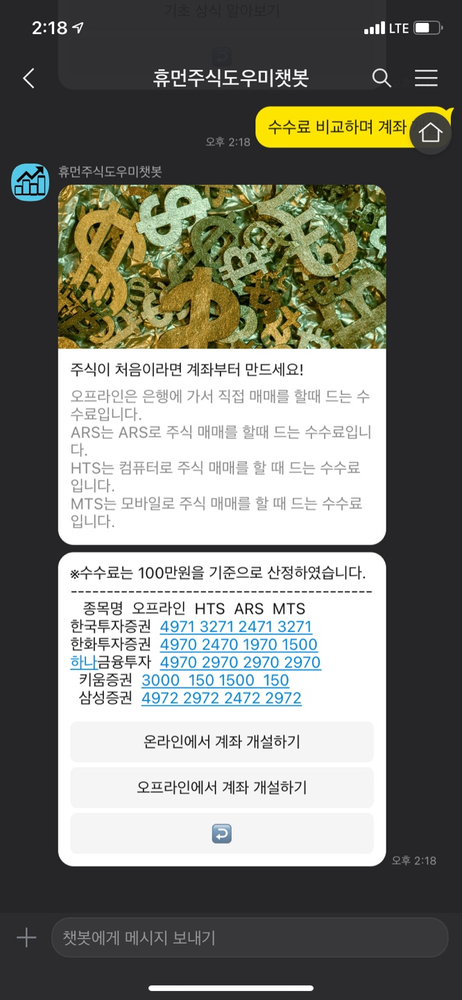 기초 상식 알아보기
2:18
LTE
휴먼주식도우미챗봇
수수료 비교하며 계좌
오후 2:18
휴먼주식도우미챗봇
주식이 처음이라면 계좌부터 만드세요!
오프라인은 은행에 가서 직접 매매를 할때 드는 수
수료입니다.
ARS는 ARS로 주식 매매를 할때 드는 수수료입니
다.
HTS는 컴퓨터로 주식 매매를 할 때 드는 수수료
입니다.
MTS는 모바일로 주식 매매를 할 때 드는 수수료
입니다.
※수수료는 100만원을 기준으로 산정하였습니다.
------------------------------------------
종목명 오프라인 HTS ARS MTS
한국투자증권 4971 3271 2471 3271
한화투자증권 4970 2470 1970 1500
하나금융투자 4970 2970 2970 2970
키움증권 3000 150 1500 150
삼성증권 4972 2972 2472 2972
온라인에서 계좌 개설하기
오프라인에서 계좌 개설하기
오후 2:18
챗봇에게 메시지 보내기